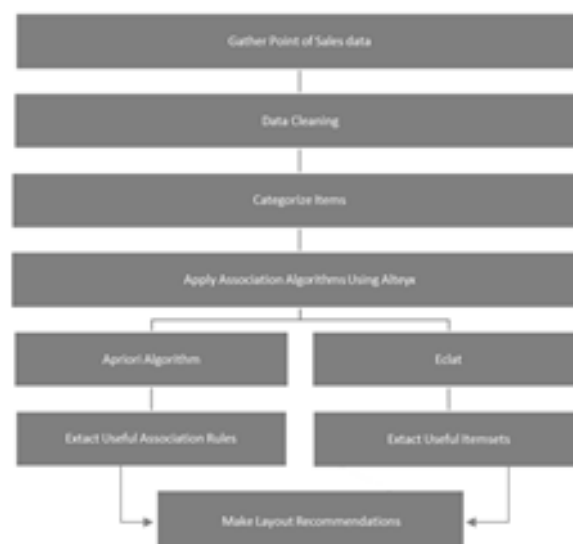 Gather Point of Sales data
Data Cleaning
Categorize Items
Apply Association Algorithms Using Alteyx
Apriori Algorithm
Eclat
Extact Useful Association Rules
Extact Useful Itemsets
Make Layout Recommendations